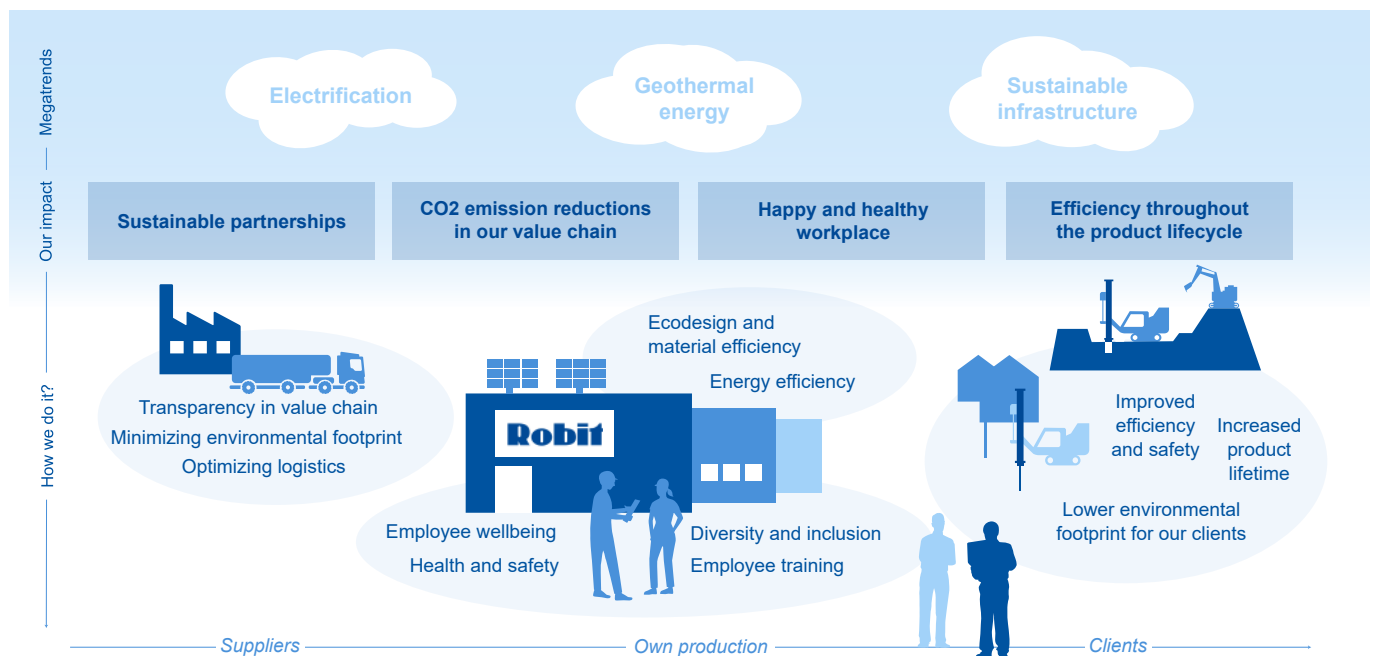 Megatrends
Electrification
Geothermal
energy
Sustainable
infrastructure
Our impact
Sustainable partnerships
CO2 emission reductions
in our value chain
Happy and healthy
workplace
Efficiency throughout
the product lifecycle
How we do it?
Transparency in value chain
Minimizing environmental footprint
Optimizing logistics
Ecodesign and
material efficiency
Energy efficiency
Robit
Employee wellbeing
Health and safety
Diversity and inclusion
Employee training
Improved
efficiency
and safety
Increased
product
lifetime
Lower environmental
footprint for our clients
Suppliers
Own production
Clients